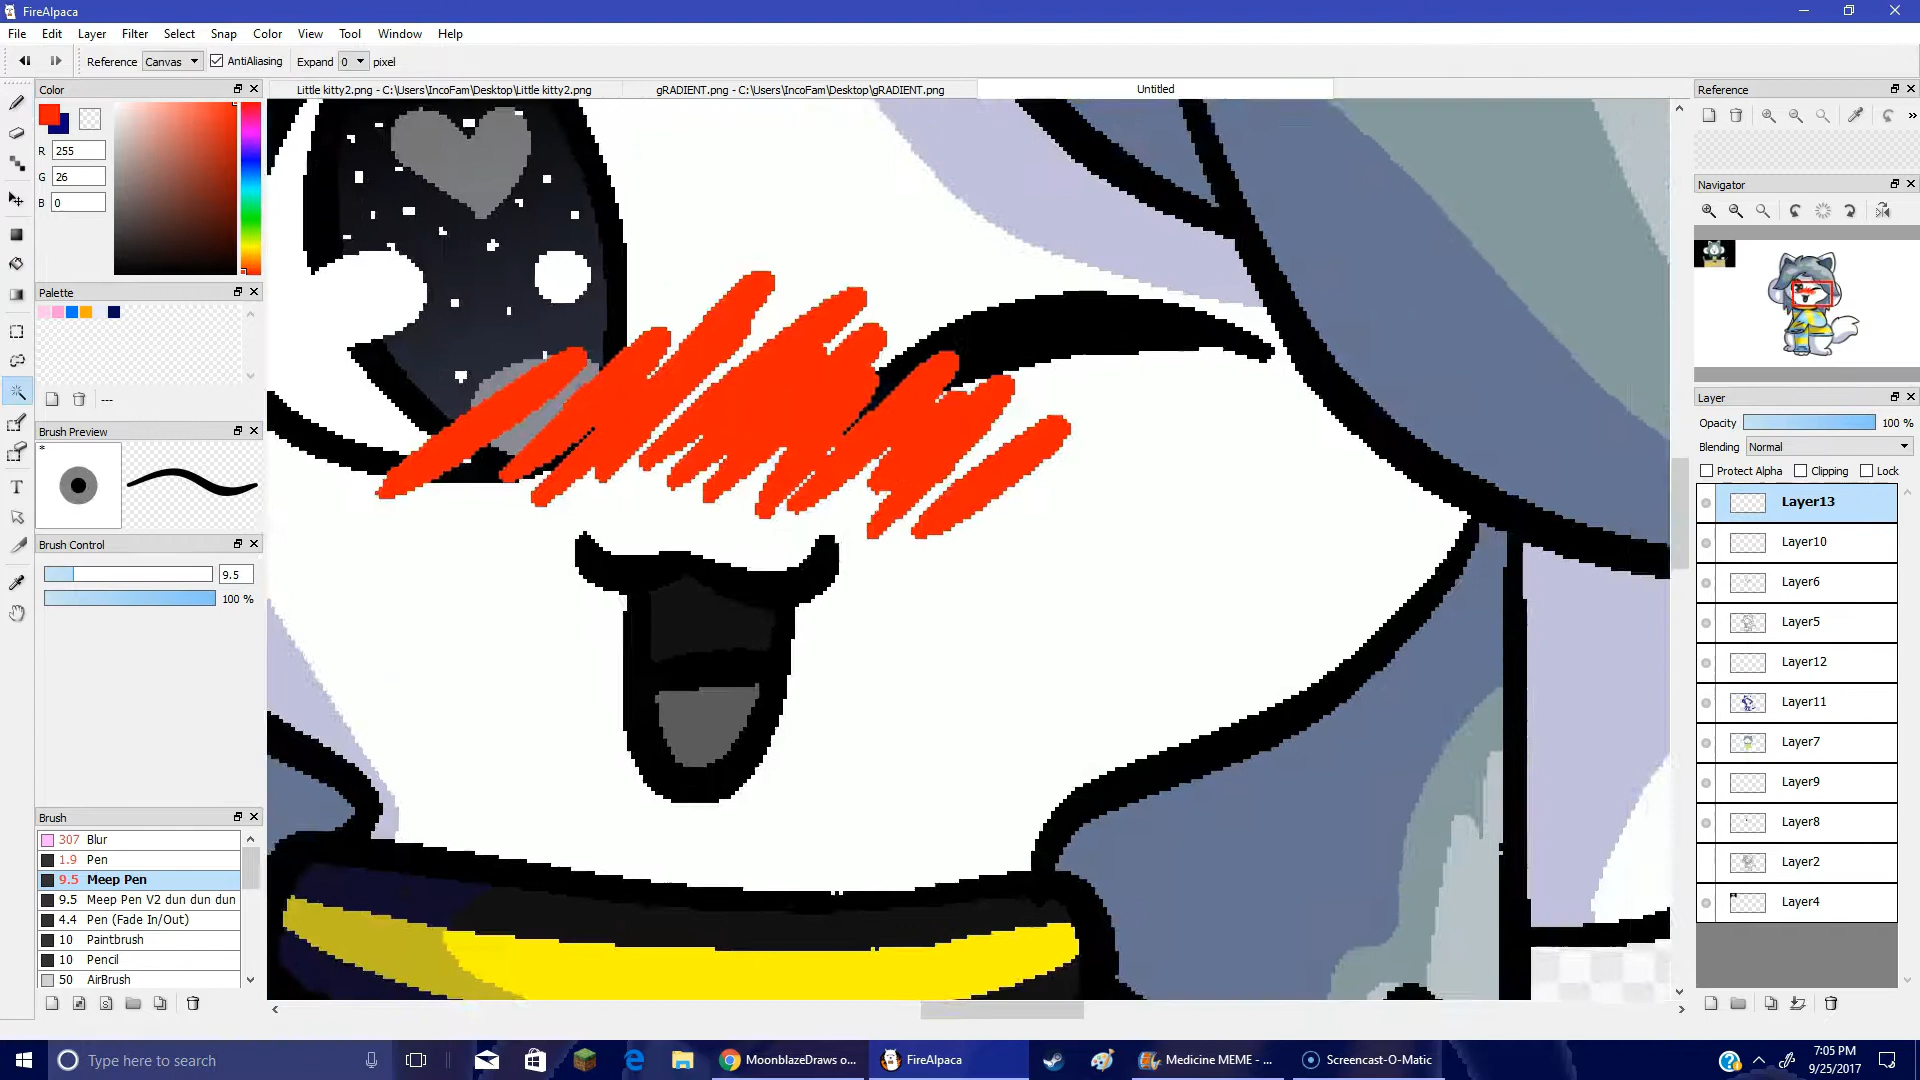 FireAlpaca
File Edit Layer Filter Select Snap Color View Tool Window Help
Reference Canvas AntiAliasing Expand 0 pixel
Color
Little kitty2.png - C:\Users\IncoFam\Desktop\Little kitty2.png
gRADIENT.png - C:\Users\IncoFam\Desktop\gRADIENT.png
Untitled
Reference
R 255
G 26
B 0
Navigator
Palette
---
Layer
Opacity 100 %
Blending Normal
Protect Alpha Clipping Lock
Brush Preview
*
Brush Control
9.5
100 %
Layer13
Layer10
Layer6
Layer5
Layer12
Layer11
Layer7
Layer9
Layer8
Layer2
Layer4
Brush
307 Blur
1.9 Pen
9.5 Meep Pen
9.5 Meep Pen V2 dun dun dun
4.4 Pen (Fade In/Out)
10 Paintbrush
10 Pencil
50 AirBrush
Type here to search
MoonblazeDraws o...
FireAlpaca
Medicine MEME - ...
Screencast-O-Matic
7:05 PM
9/25/2017